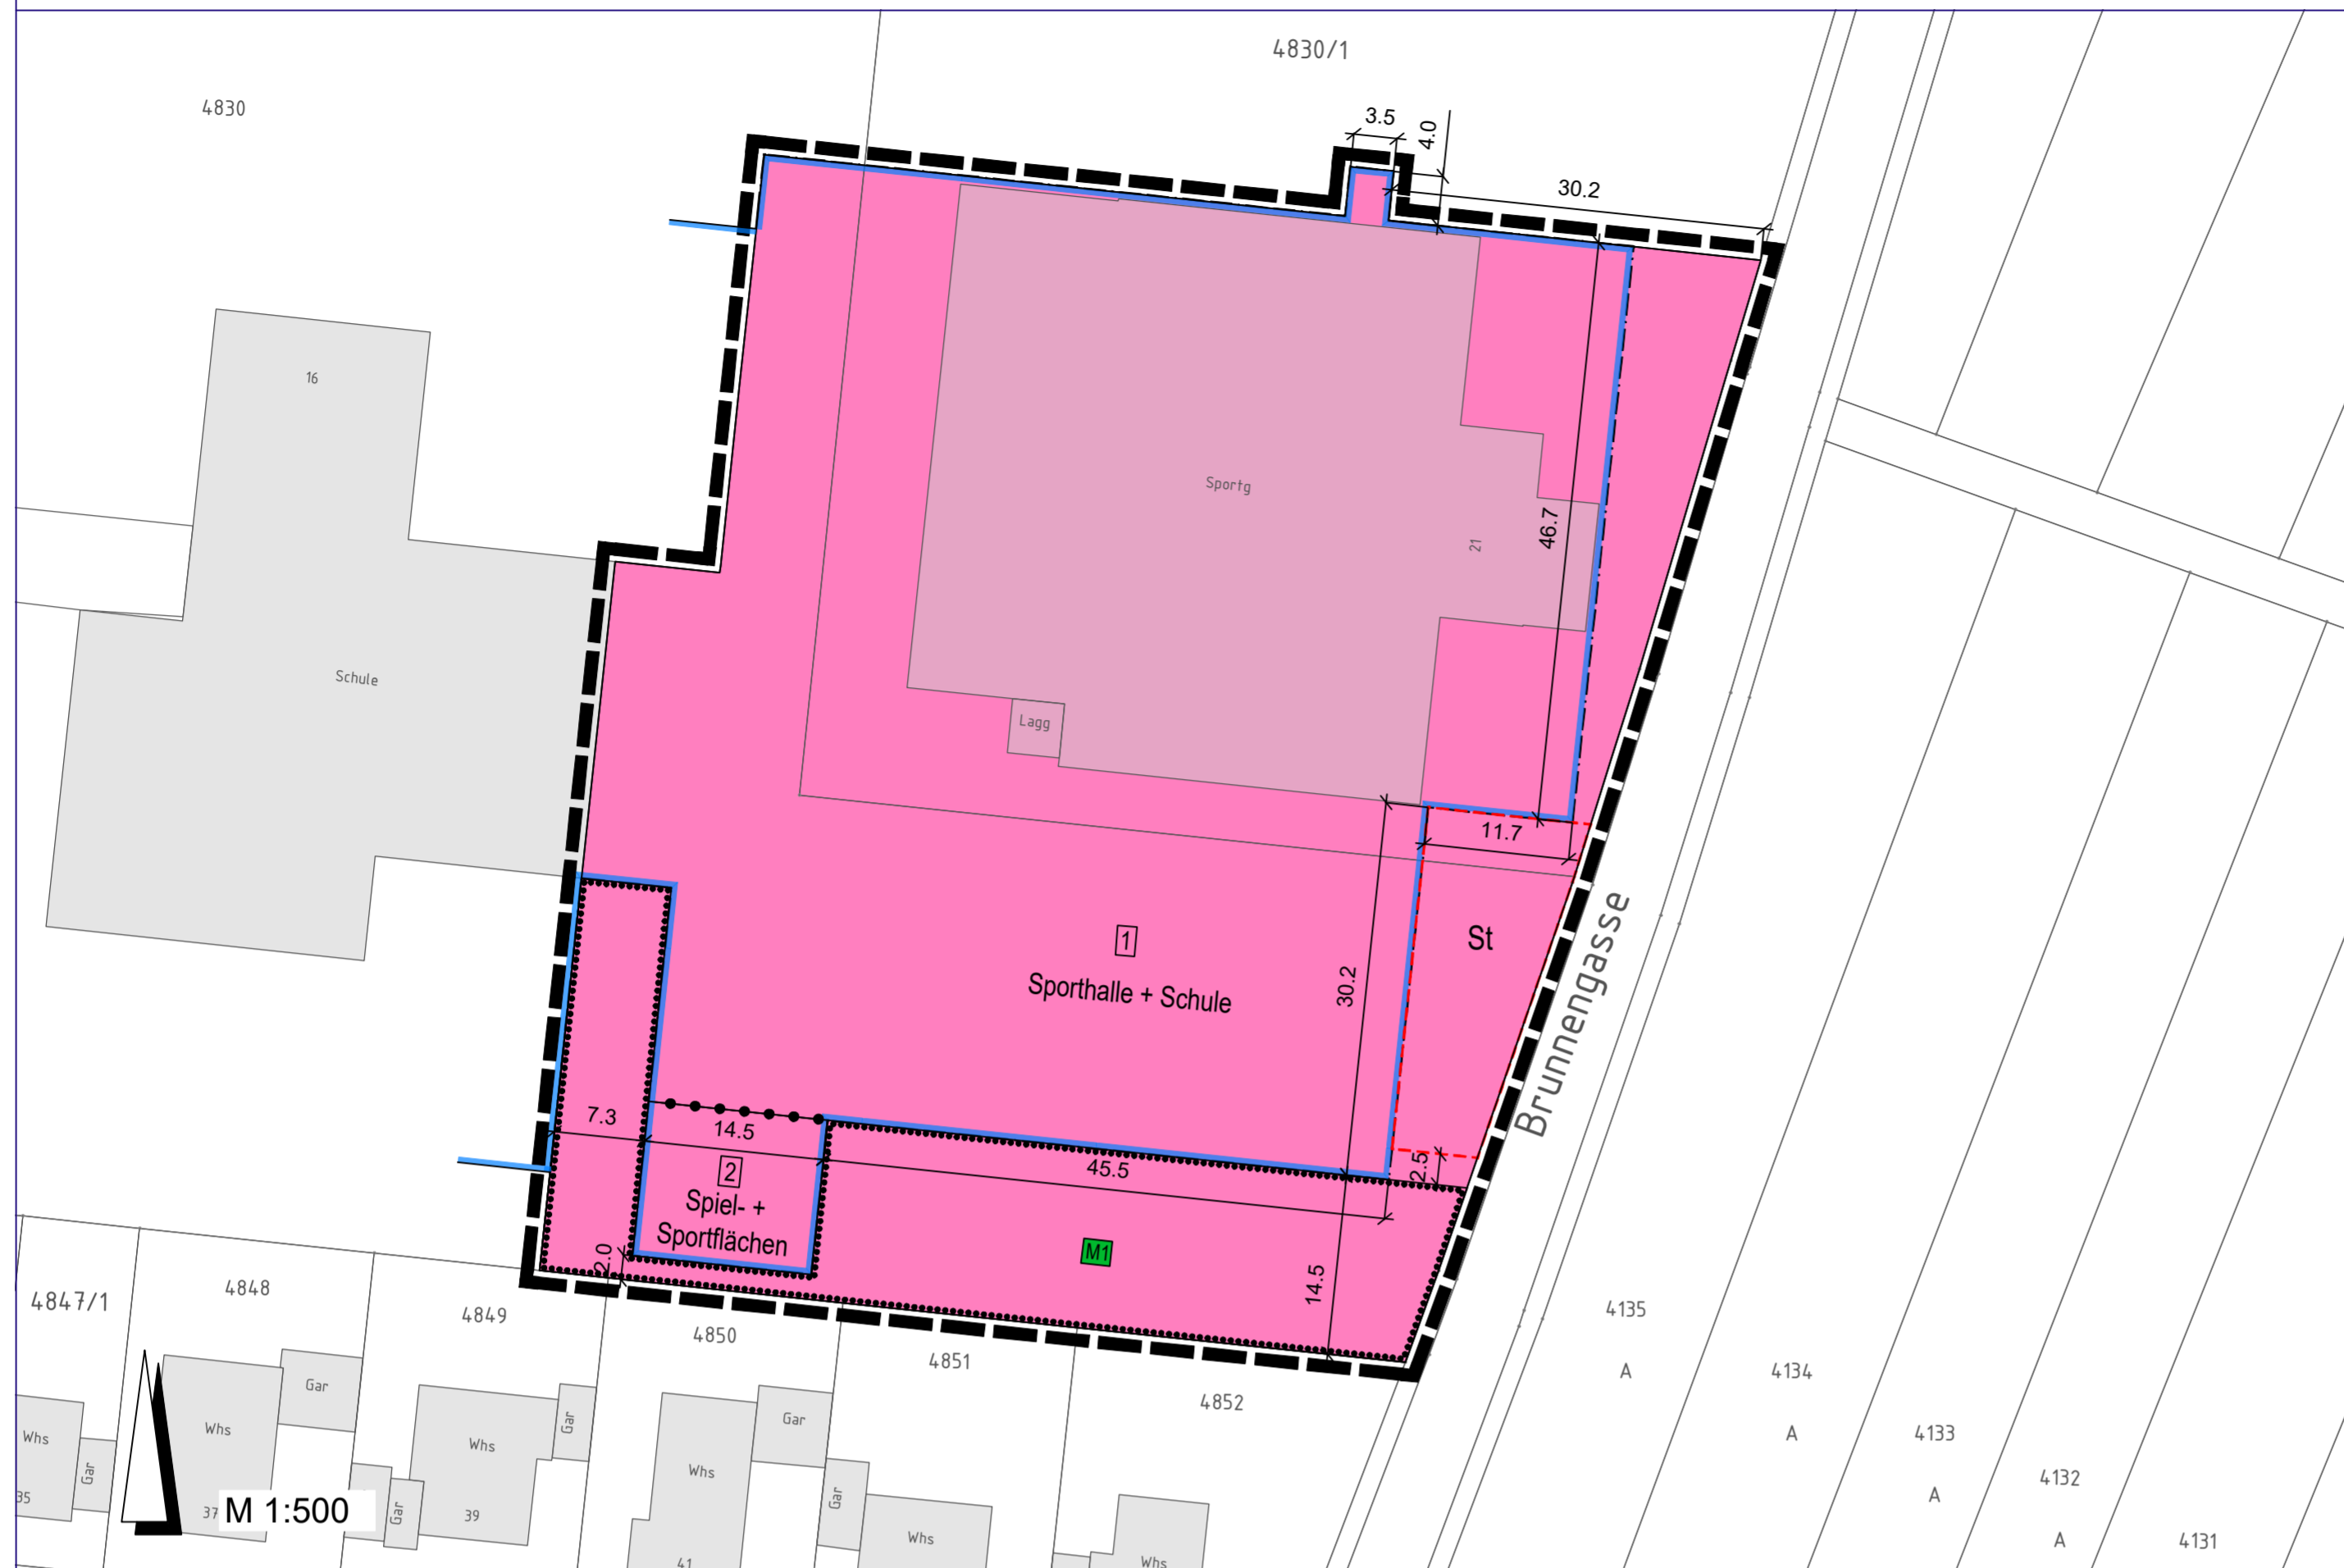 4830/1
4830
3.5
4.0
30.2
16
Sportg
21
46.7
Schule
Lagg
11.7
1
St
Sporthalle + Schule
30.2
Brunnengasse
7.3
14.5
45.5
2.5
2
Spiel- +
Sportflächen
M1
2.0
14.5
4847/1
4848
4849
4850
4851
4852
4135
A
4134
A
4133
A
4132
A
4131
Whs
Gar
35
Whs
Gar
37
Whs
Gar
Gar
39
Whs
Gar
41
Gar
Whs
Whs
M 1:500